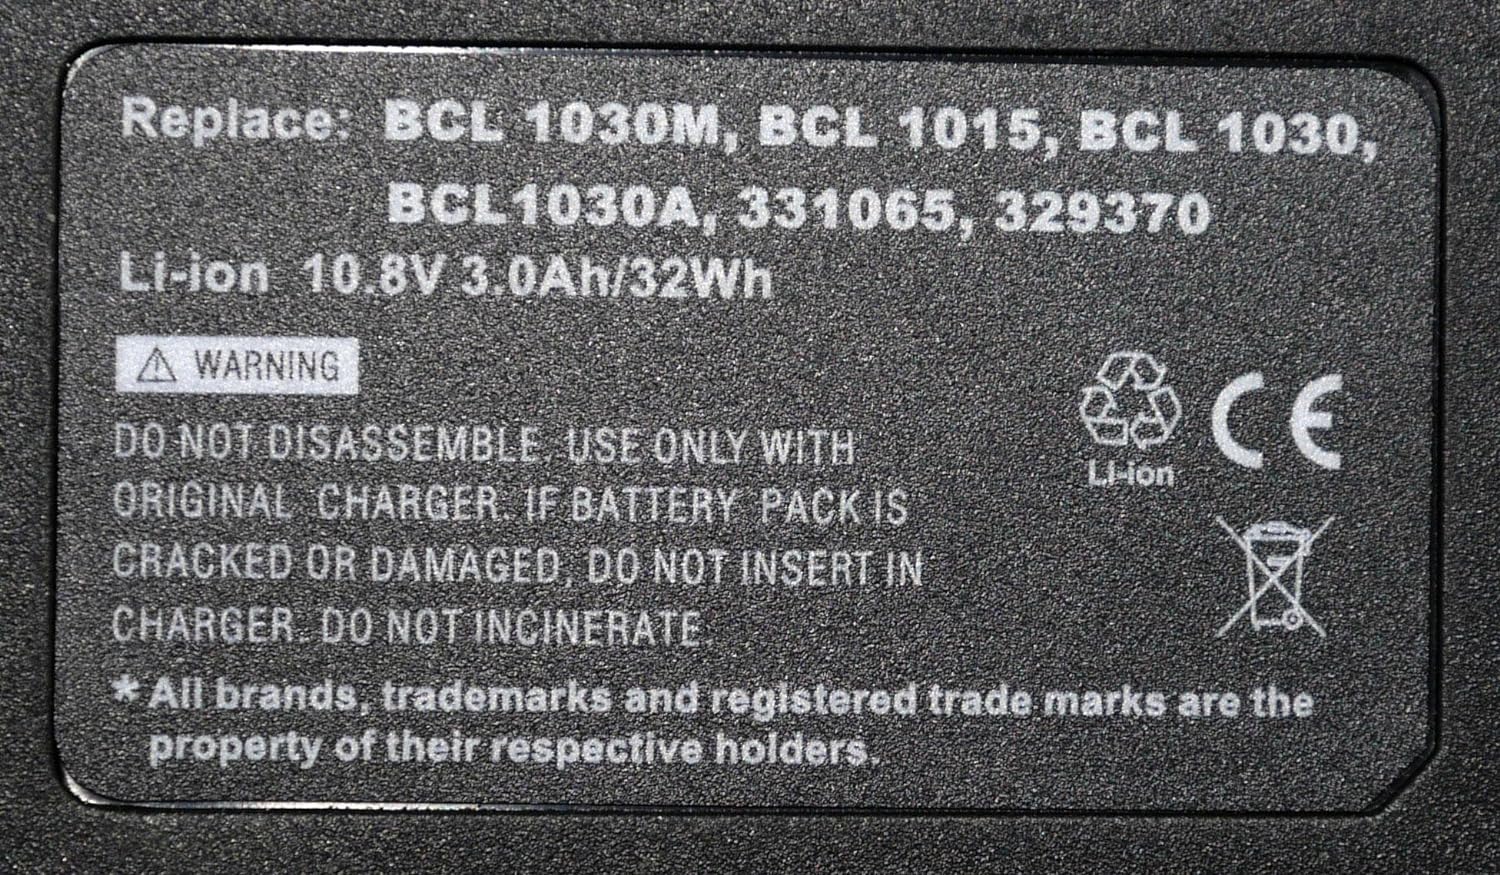 Replace: BCL 1030M, BCL 1015, BCL 1030,
BCL1030A, 331065, 329370
Li-ion 10.8V 3.0Ah/32Wh
⚠ WARNING
DO NOT DISASSEMBLE. USE ONLY WITH
ORIGINAL CHARGER. IF BATTERY PACK IS
CRACKED OR DAMAGED, DO NOT INSERT IN
CHARGER. DO NOT INCINERATE.
Li-ion
CE
* All brands, trademarks and registered trade marks are the
property of their respective holders.